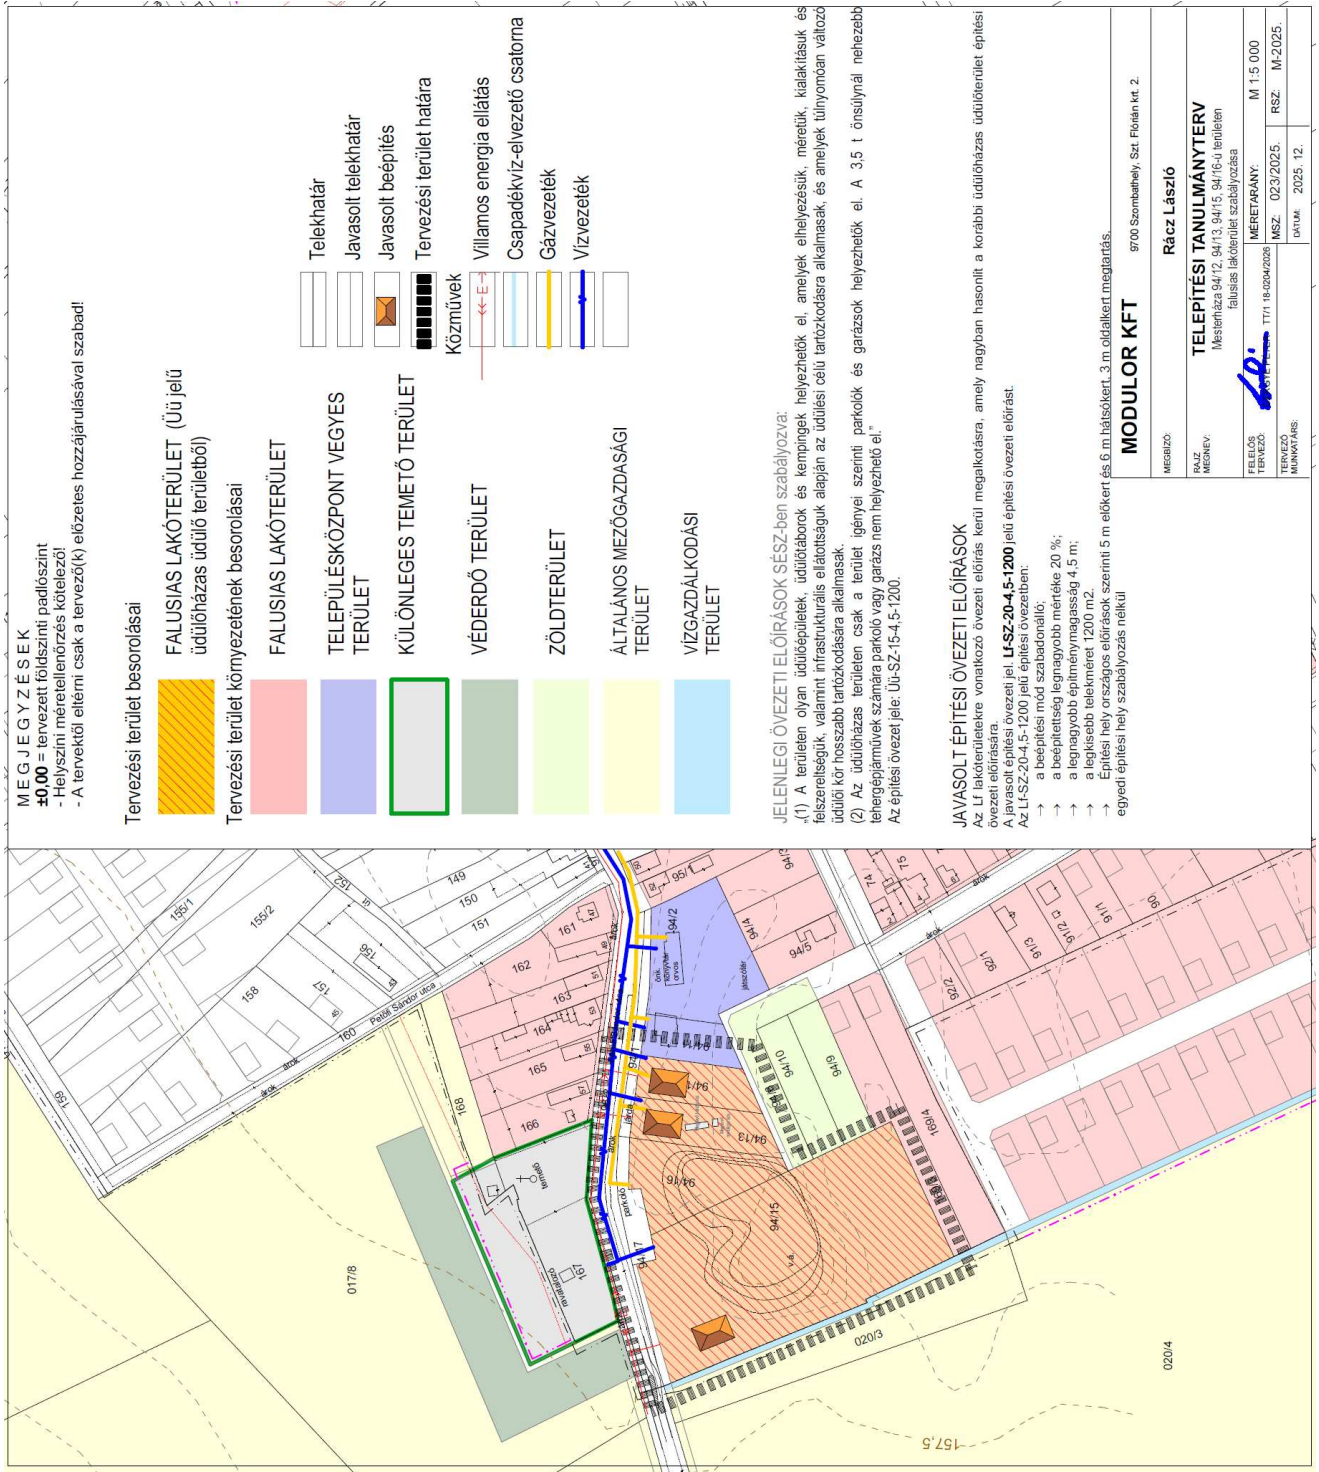 MEGJEGYZÉSEK
±0,00 = tervezett földszinti padlószint
- Helyszíni méretellenőrzés kötelező!
- A tervektől eltérni csak a tervező(k) előzetes hozzájárulásával szabad!
Tervezési terület besorolásai
FALUSIAS LAKÓTERÜLET (Üü jelű
üdülőházas üdülő területből)
Tervezési terület környezetének besorolásai
FALUSIAS LAKÓTERÜLET
TELEPÜLÉSKÖZPONT VEGYES
TERÜLET
KÜLÖNLEGES TEMETŐ TERÜLET
VÉDERDŐ TERÜLET
ZÖLDTERÜLET
ÁLTALÁNOS MEZŐGAZDASÁGI
TERÜLET
VÍZGAZDÁLKODÁSI
TERÜLET
Telekhatár
Javasolt telekhatár
Javasolt beépítés
Tervezési terület határa
Közművek
Villamos energia ellátás
Csapadékvíz-elvezető csatorna
Gázvezeték
Vízvezeték
JELENLEGI ÖVEZETI ELŐÍRÁSOK SÉSZ-ben szabályozva:
„(1) A területen olyan üdülőépületek, üdülőtáborok és kempingek helyezhetők el, amelyek elhelyezésük, méretük, kialakításuk és
felszereltségük, valamint infrastrukturális ellátottságuk alapján az üdülési célú tartózkodásra alkalmasak, és amelyek túlnyomóan változó
üdülői kör hosszabb tartózkodására alkalmasak.
(2) Az üdülőházas területen csak a terület igényei szerinti parkolók és garázsok helyezhetők el. A 3,5 t önsúlynál nehezebb
tehergépjárművek számára parkoló vagy garázs nem helyezhető el.”
Az építési övezet jele: Üü-SZ-15-4,5-1200.
JAVASOLT ÉPÍTÉSI ÖVEZETI ELŐÍRÁSOK
Az Lf lakóterületekre vonatkozó övezeti előírás kerül megalkotásra, amely nagyban hasonlít a korábbi üdülőházas üdülőterület építési
övezeti előírására.
A javasolt építési övezeti jel. Lf-SZ-20-4,5-1200 jelű építési övezeti előírást.
Az Lf-SZ-20-4,5-1200 jelű építési övezetben:
→ a beépítési mód szabadonálló;
→ a beépítettség legnagyobb mértéke 20 %;
→ a legnagyobb építménymagasság 4,5 m;
→ a legkisebb telekméret 1200 m2.
→ Építési hely országos előírások szerinti 5 m előkert és 6 m hátsókert, 3 m oldalkert megtartás.
egyedi építési hely szabályozás nélkül
MODULOR KFT
9700 Szombathely, Szt. Flórián krt. 2.
MEGBÍZÓ:
Rácz László
RAJZ
MEGNEV:
TELEPÍTÉSI TANULMÁNYTERV
Mesterháza 94/12, 94/13, 94/15, 94/16-ú területen
falusias lakóterület szabályozása
FELELŐS
TERVEZŐ:
TT/1 18-0204/2026
MÉRETARÁNY:
M 1:5 000
MSZ: 023/2025.
RSZ: M-2025.
TERVEZŐ
MUNKATÁRS:
DÁTUM: 2025. 12.
155/1
155/2
152
149
150
151
156
157
158
159
160
Petőfi Sándor utca
árok
árok
161
162
163
164
165
166
168
167
temető
ravatalozó
017/8
járda
árok
parkoló
94/2
94/4
94/5
95/1
önk.
könyvtár
orvos
játszótér
94/10
94/9
94/13
94/16
94/15
v.á.
169/4
74
75
árok
árok
92/1
92/2
91/3
91/2
91/1
90
020/3
020/4
157,5